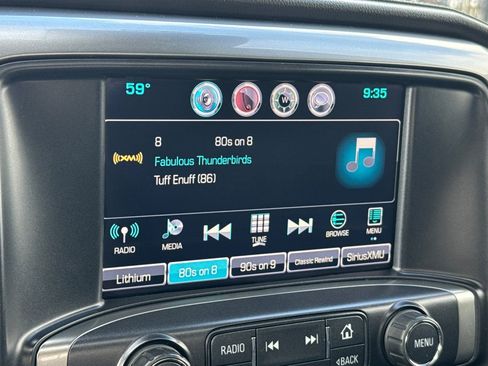 59°
W
9:35
8 80s on 8
((XM))
Fabulous Thunderbirds
Tuff Enuff (86)
RADIO
MEDIA
TUNE
BROWSE
MENU
Lithium
80s on 8
90s on 9
Classic Rewind
SiriusXMU
RADIO
MENU
BACK